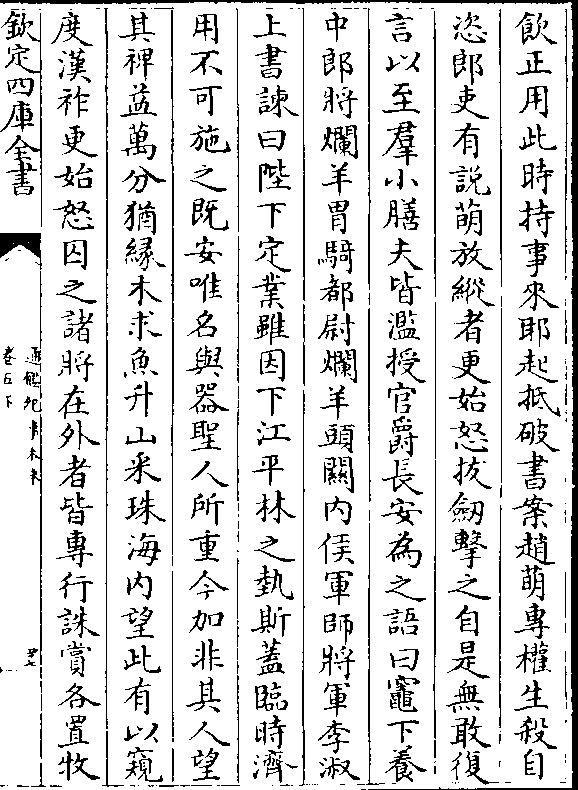 飲正用此時持事來耶起抵破書案趙萌專權生殺自
恣郎吏有說萌放縱者更始怒拔劒擊之自是無敢復
言以至羣小膳夫皆濫授官爵長安為之語曰竈下養
中郎將爛羊胃騎都尉爛羊頭關内侯軍師將軍李淑
上書諫曰陛下定業雖因下江平林之埶斯蓋臨時濟
用不可施之既安唯名與器聖人所重今加非其人望
其裨益萬分猶緣木求魚升山采珠海内望此有以窺
度漢祚更始怒囚之諸將在外者皆專行誅賞各置牧
欽定四庫全書
通鑑紀事本末
卷五下